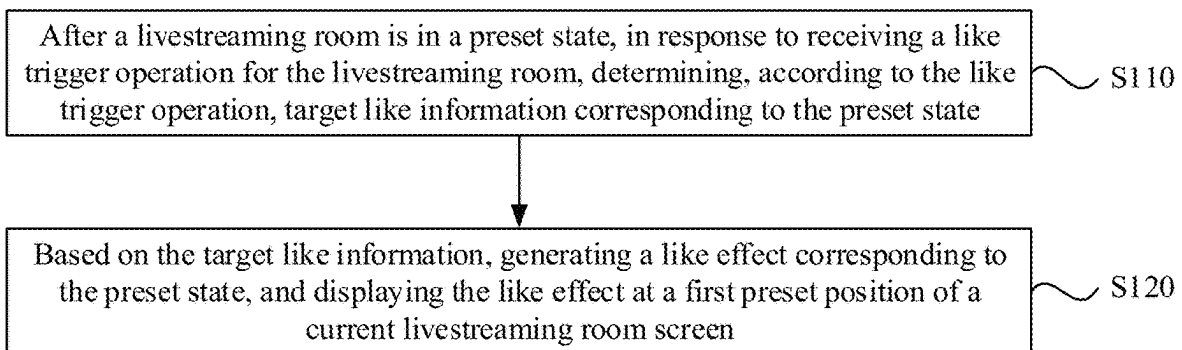 After a livestreaming room is in a preset state, in response to receiving a like
trigger operation for the livestreaming room, determining, according to the like
trigger operation, target like information corresponding to the preset state
S110
Based on the target like information, generating a like effect corresponding to
the preset state, and displaying the like effect at a first preset position of a
current livestreaming room screen
S120